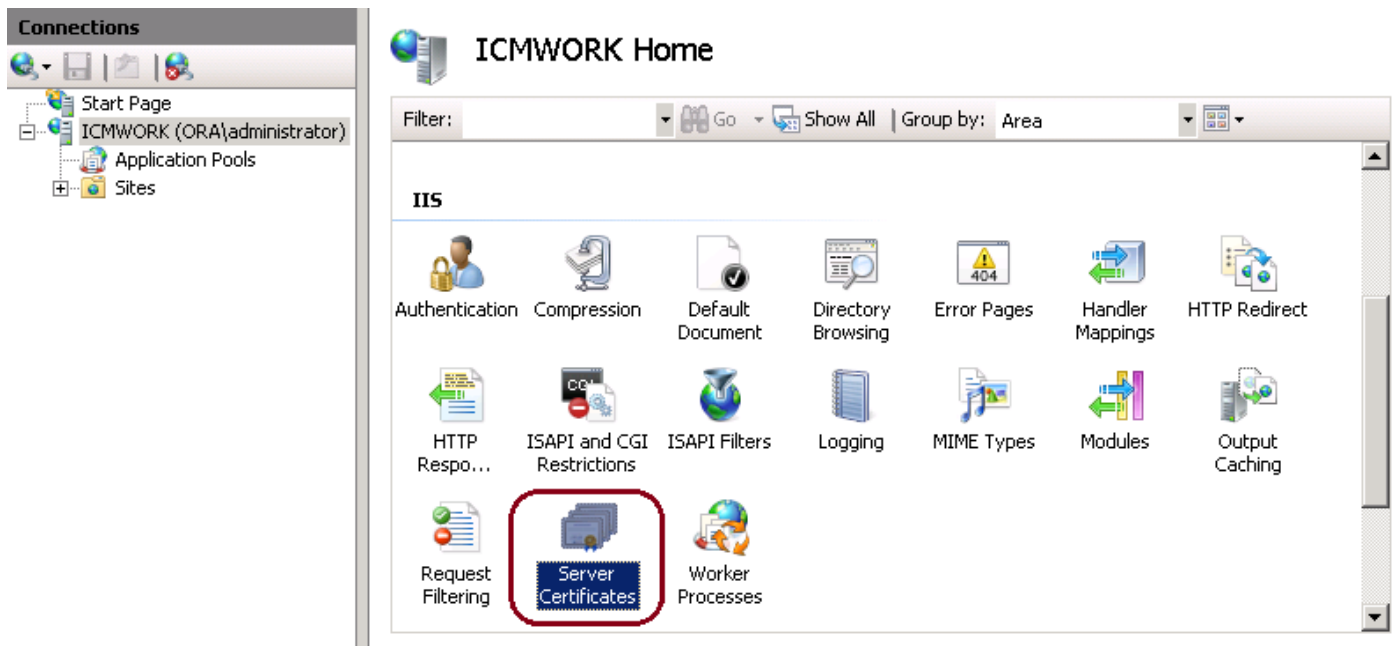 Connections
Start Page
ICMWORK (ORA\administrator)
Application Pools
Sites
ICMWORK Home
Filter: Go Show All Group by: Area
IIS
Authentication Compression Default Document Directory Browsing Error Pages Handler Mappings HTTP Redirect
404
HTTP Respo... ISAPI and CGI Restrictions ISAPI Filters Logging MIME Types Modules Output Caching
Request Filtering Server Certificates Worker Processes